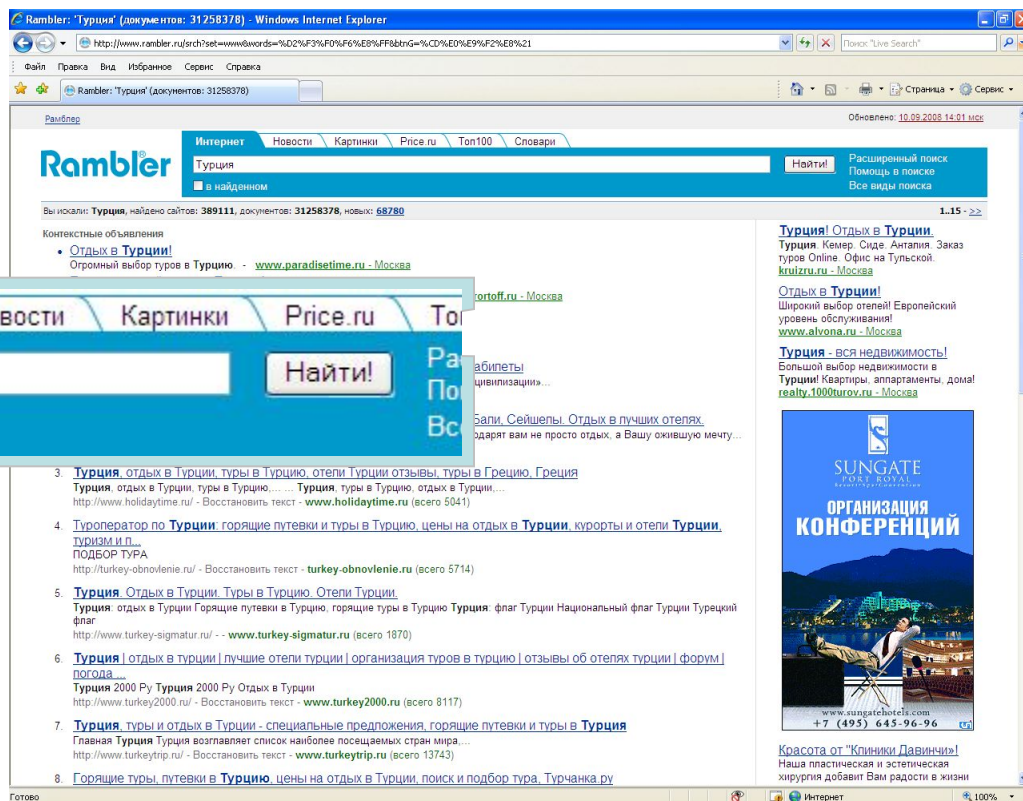 Rambler: 'Турция' (документов: 31258378) - Windows Internet Explorer
http://www.rambler.ru/srch?set=www&words=%D2%F3%F0%F6%E8%FF&btnG=%CD%E0%E9%F2%E8%21
Поиск "Live Search"
Файл Правка Вид Избранное Сервис Справка
Rambler: 'Турция' (документов: 31258378)
Страница Сервис
Рамблер
Обновлено: 10.09.2008 14:01 мск
Интернет Новости Картинки Price.ru Топ100 Словари
Rambler
Турция
Найти!
в найденном
Расширенный поиск
Помощь в поиске
Все виды поиска
Вы искали: Турция, найдено сайтов: 389111, документов: 31258378, новых: 68780
1..15 - >>
Контекстные объявления
• Отдых в Турции!
Огромный выбор туров в Турцию. - www.paradisetime.ru - Москва
ortoff.ru - Москва
вости Картинки Price.ru То
Найти!
Ра
По
Вс
абилеты
цивилизации»...
Бали, Сейшелы. Отдых в лучших отелях.
одарят вам не просто отдых, а Вашу ожившую мечту...
3. Турция, отдых в Турции, туры в Турцию, отели Турции отзывы, туры в Грецию, Греция
Турция, отдых в Турции, туры в Турцию,... ... Турция, туры в Турцию, отдых в Турции,...
http://www.holidaytime.ru/ - Восстановить текст - www.holidaytime.ru (всего 5041)
4. Туроператор по Турции: горящие путевки и туры в Турцию, цены на отдых в Турции, курорты и отели Турции,
туризм и п...
ПОДБОР ТУРА
http://turkey-obnovlenie.ru/ - Восстановить текст - turkey-obnovlenie.ru (всего 5714)
5. Турция. Отдых в Турции. Туры в Турцию. Отели Турции.
Турция: отдых в Турции Горящие путевки в Турцию, горящие туры в Турцию Турция: флаг Турции Национальный флаг Турции Турецкий
флаг
http://www.turkey-sigmatur.ru/ - - www.turkey-sigmatur.ru (всего 1870)
6. Турция | отдых в турции | лучшие отели турции | организация туров в турцию | отзывы об отелях турции | форум |
погода ...
Турция 2000 Ру Турция 2000 Ру Отдых в Турции
http://www.turkey2000.ru/ - Восстановить текст - www.turkey2000.ru (всего 8117)
7. Турция, туры и отдых в Турции - специальные предложения, горящие путевки и туры в Турция
Главная Турция Турция возглавляет список наиболее посещаемых стран мира,...
http://www.turkeytrip.ru/ - Восстановить текст - www.turkeytrip.ru (всего 13743)
8. Горящие туры, путевки в Турцию, цены на отдых в Турции, поиск и подбор тура, Турчанка.ру
Турция! Отдых в Турции.
Турция. Кемер. Сиде. Анталия. Заказ
туров Online. Офис на Тульской.
kruizru.ru - Москва
Отдых в Турции!
Широкий выбор отелей! Европейский
уровень обслуживания!
www.alvona.ru - Москва
Турция - вся недвижимость!
Большой выбор недвижимости в
Турции! Квартиры, аппартаменты, дома!
realty.1000turov.ru - Москва
SUNGATE
PORT ROYAL
ОРГАНИЗАЦИЯ
КОНФЕРЕНЦИЙ
www.sungatehotels.com
+7 (495) 645-96-96
Красота от "Клиники Давинчи»!
Наша пластическая и эстетическая
хирургия добавит Вам радости в жизни
Готово
Интернет
100%